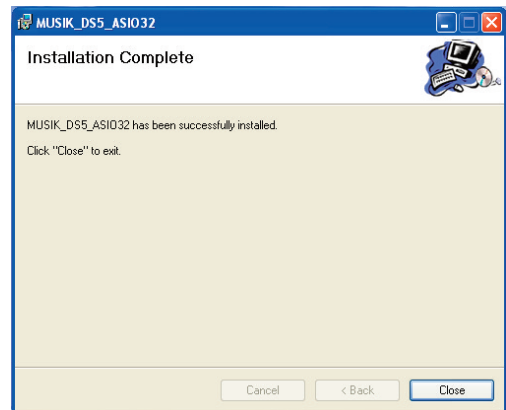 MUSIK_DS5_ASIO32
Installation Complete
MUSIK_DS5_ASIO32 has been successfully installed.
Click "Close" to exit.
Cancel
< Back
Close